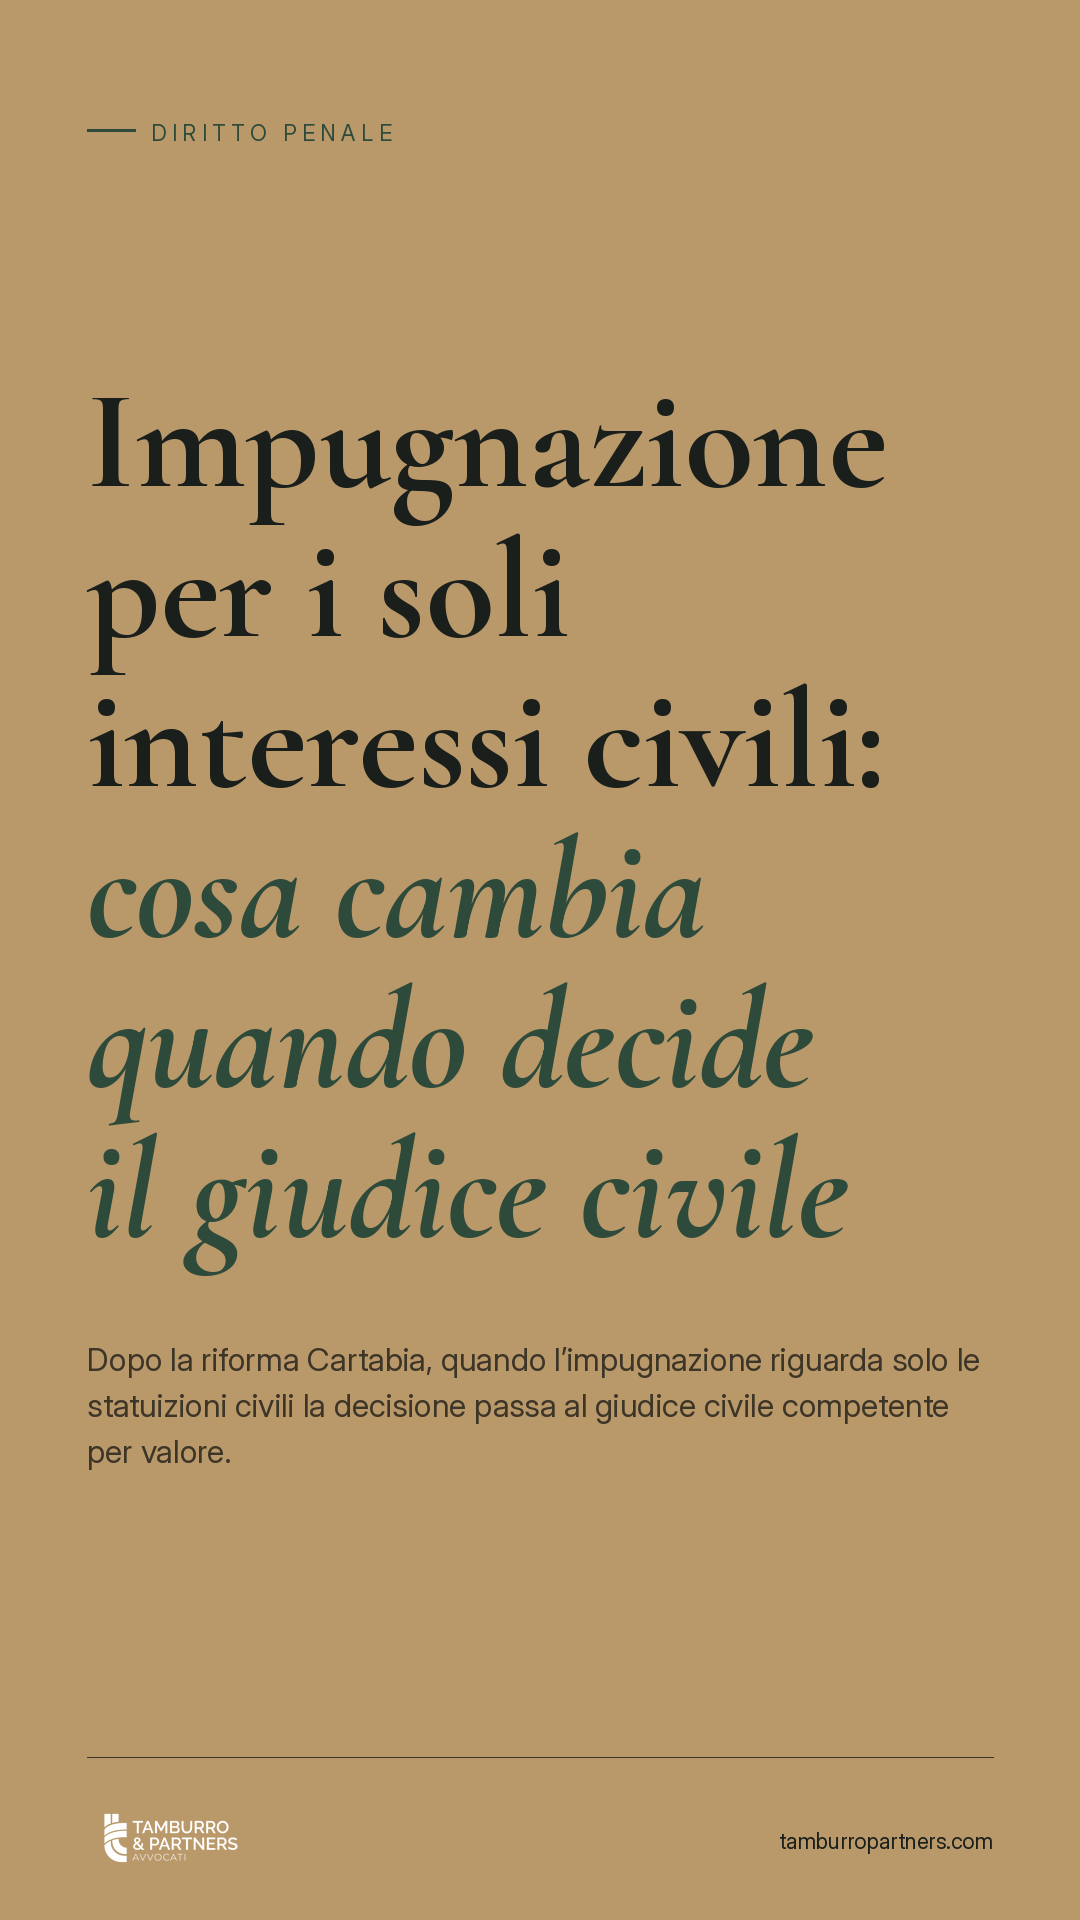 DIRITTO PENALE
Impugnazione
per i soli
interessi civili:
cosa cambia
quando decide
il giudice civile
Dopo la riforma Cartabia, quando l’impugnazione riguarda solo le
statuizioni civili la decisione passa al giudice civile competente
per valore.
TAMBURRO
& PARTNERS
AVVOCATI
tamburropartners.com